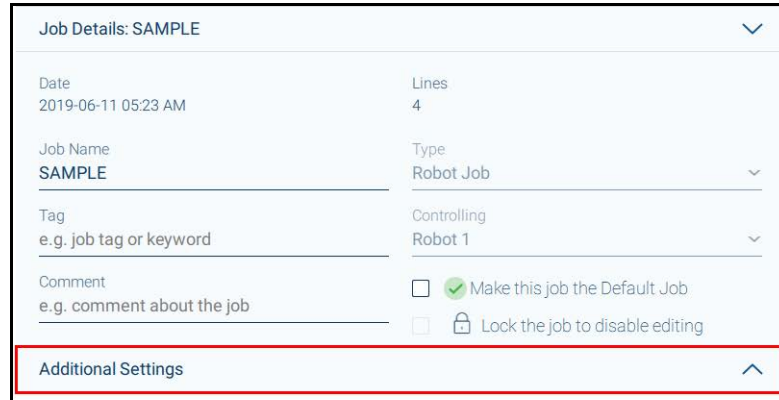 Job Details: SAMPLE
Date
2019-06-11 05:23 AM
Lines
4
Job Name
SAMPLE
Type
Robot Job
Tag
e.g. job tag or keyword
Controlling
Robot 1
Comment
e.g. comment about the job
Make this job the Default Job
Lock the job to disable editing
Additional Settings